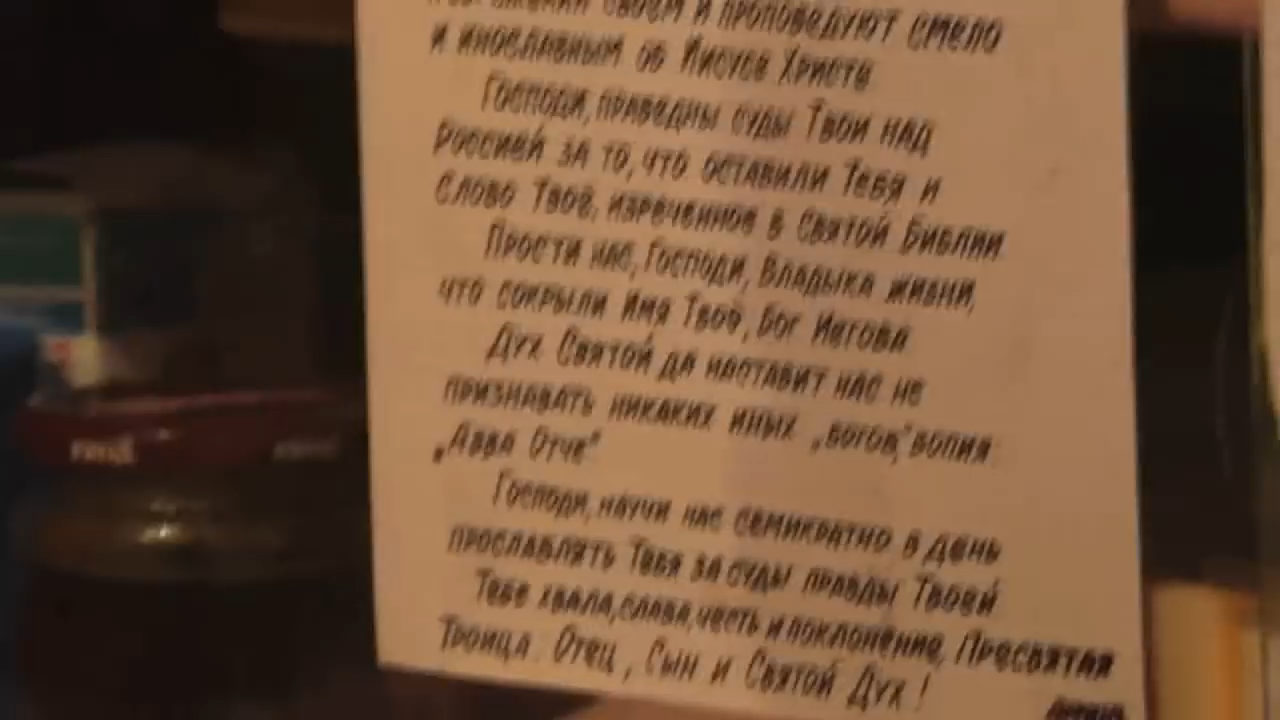 своем и проповедуют смело
и инославным об Иисусе Христе
Господи, праведны суды Твои над
Россией за то, что оставили Тебя и
Слово Твое, изреченное в Святой Библии
Прости нас, Господи, Владыка жизни,
что сокрыли Имя Твое, Бог Иегова
Дух Святой да наставит нас не
признавать никаких иных „богов," вопия:
„Авва Отче"
Господи, научи нас семикратно в день
прославлять Тебя за суды правды Твоей
Тебе хвала, слава, честь и поклонение, Пресвятая
Троица: Отец, Сын и Святой Дух!